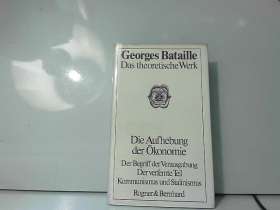 Georges Bataille
Das theoretische Werk
Die Aufhebung
der Ökonomie
Der Begriff der Verausgabung
Der verfemte Teil
Kommunismus und Stalinismus
Rogner & Bernhard